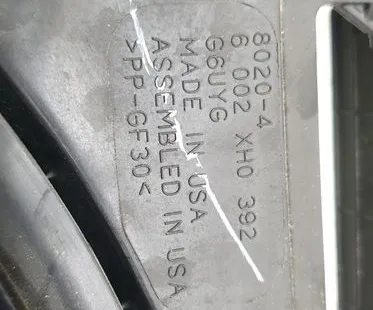 8020-4
6 002 XH0 392
G6UYG
MADE IN USA
ASSEMBLED IN USA
>PP-GF30<